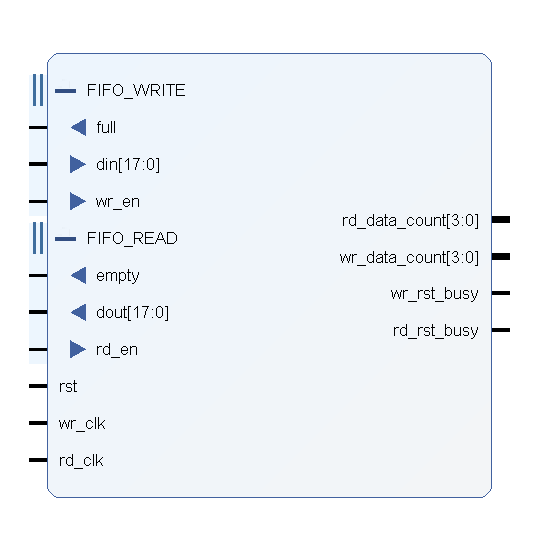 FIFO_WRITE
full
din[17:0]
wr_en
FIFO_READ
empty
dout[17:0]
rd_en
rst
wr_clk
rd_clk
rd_data_count[3:0]
wr_data_count[3:0]
wr_rst_busy
rd_rst_busy